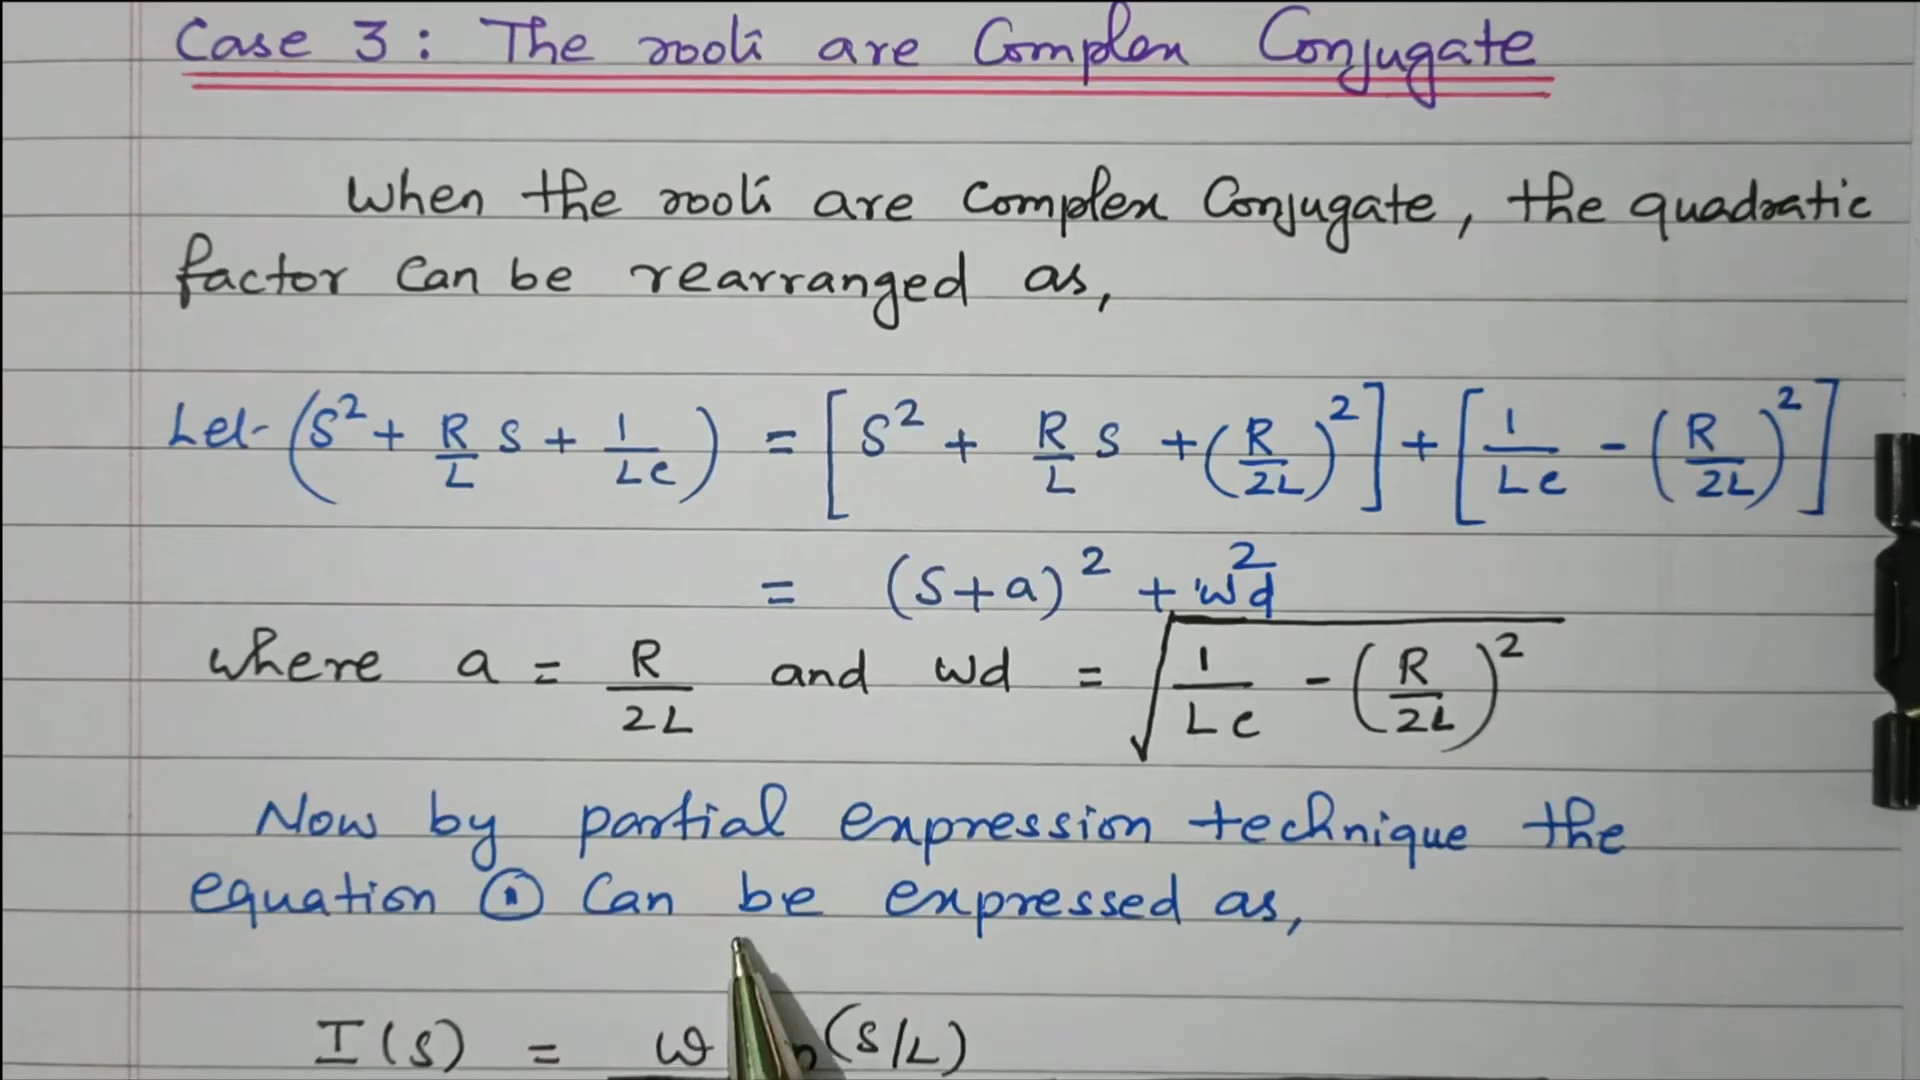 Case 3: The roots are Complex Conjugate
When the roots are Complex Conjugate, the quadratic
factor can be rearranged as,
Let (S² + R/L S + 1/LC) = [S² + R/L S + (R/2L)²] + [1/LC - (R/2L)²]
= (S+a)² + ωd²
where a = R/2L and ωd = √(1/LC - (R/2L)²)
Now by partial expression technique the
equation ① Can be expressed as,
I(S) = ω (S/L)